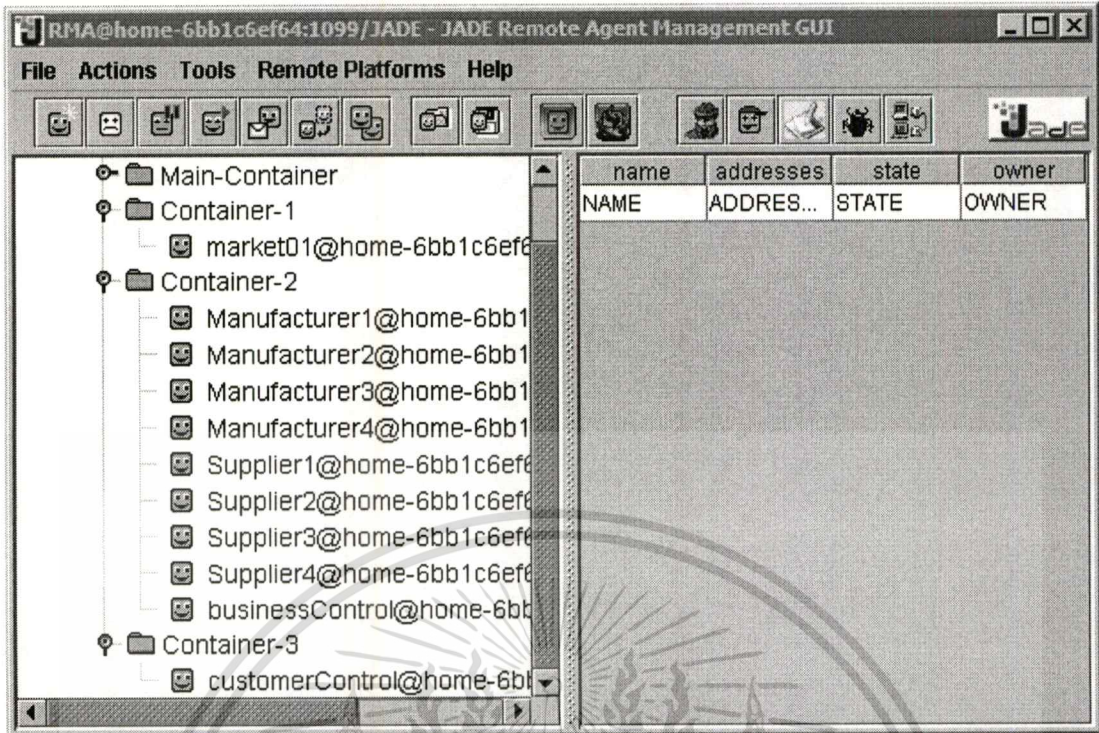 RMA@home-6bb1c6ef64:1099/JADE - JADE Remote Agent Management GUI
File Actions Tools Remote Platforms Help
Jade
name addresses state owner
NAME ADDRES... STATE OWNER
Main-Container
Container-1
market01@home-6bb1c6ef6
Container-2
Manufacturer1@home-6bb1
Manufacturer2@home-6bb1
Manufacturer3@home-6bb1
Manufacturer4@home-6bb1
Supplier1@home-6bb1c6ef6
Supplier2@home-6bb1c6ef6
Supplier3@home-6bb1c6ef6
Supplier4@home-6bb1c6ef6
businessControl@home-6bb
Container-3
customerControl@home-6bb